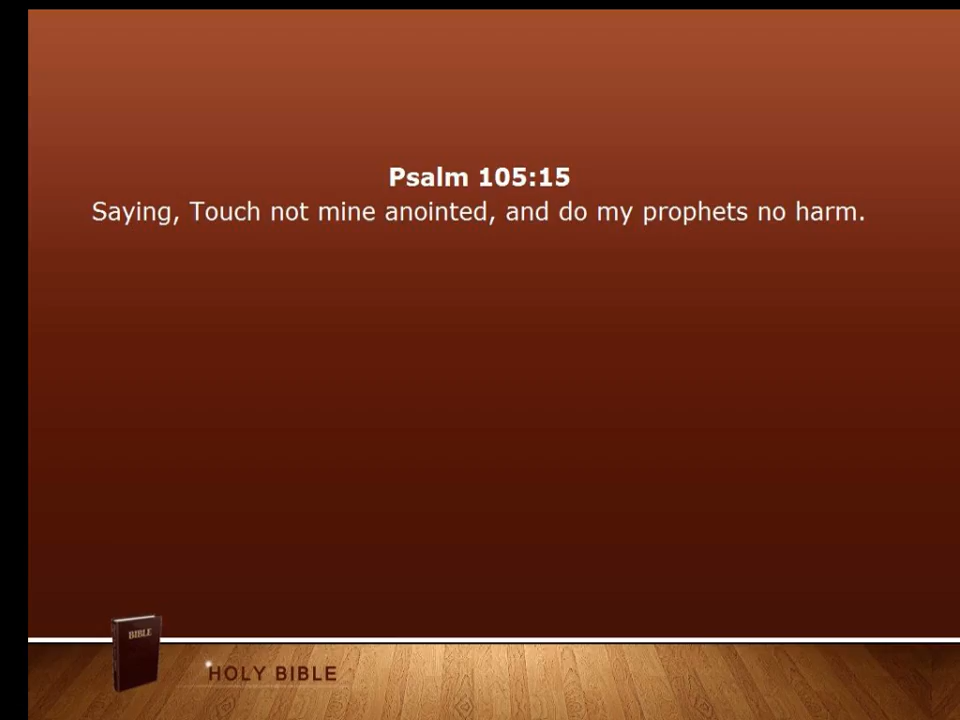 Psalm 105:15
Saying, Touch not mine anointed, and do my prophets no harm.
BIBLE
HOLY BIBLE